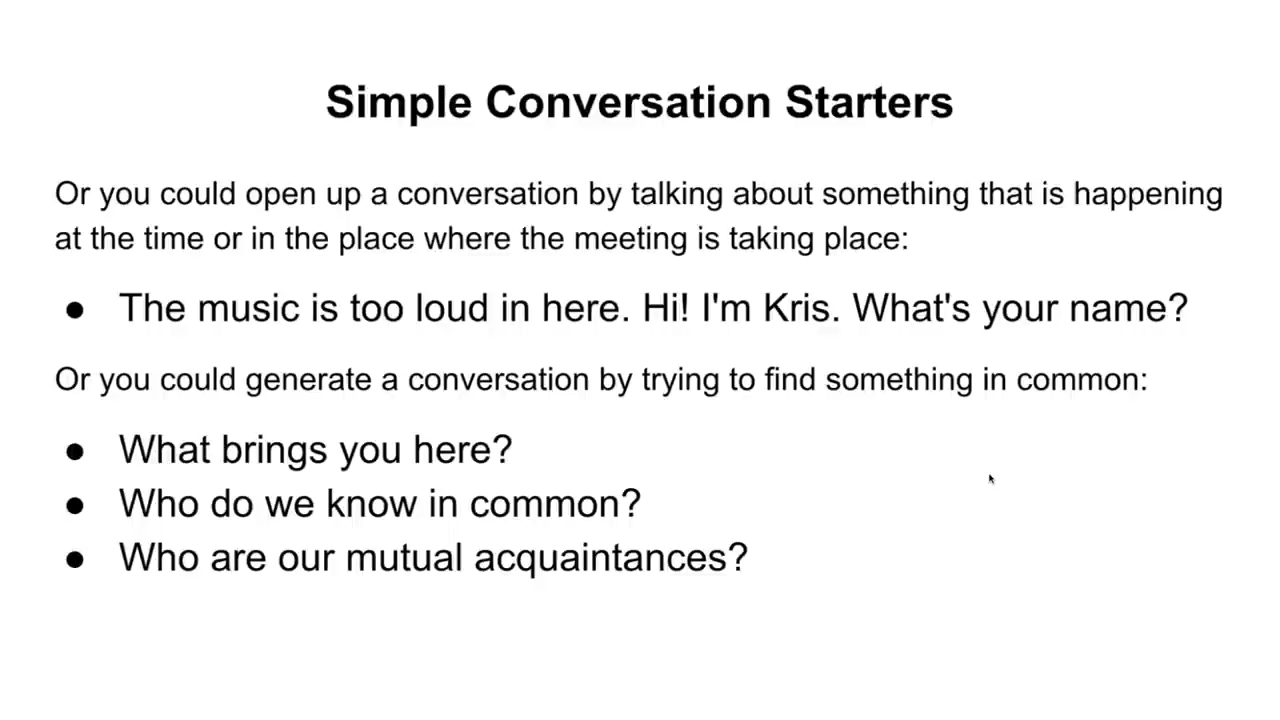 Simple Conversation Starters
Or you could open up a conversation by talking about something that is happening
at the time or in the place where the meeting is taking place:
● The music is too loud in here. Hi! I'm Kris. What's your name?
Or you could generate a conversation by trying to find something in common:
● What brings you here?
● Who do we know in common?
● Who are our mutual acquaintances?